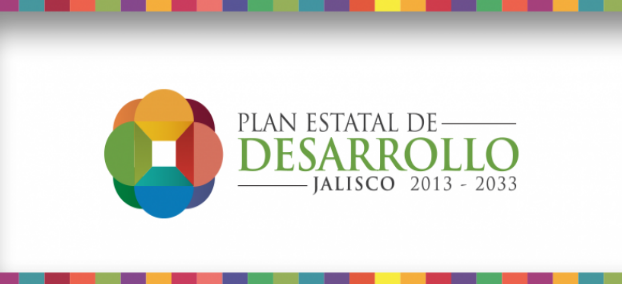 PLAN ESTATAL DE
DESARROLLO
JALISCO 2013 - 2033